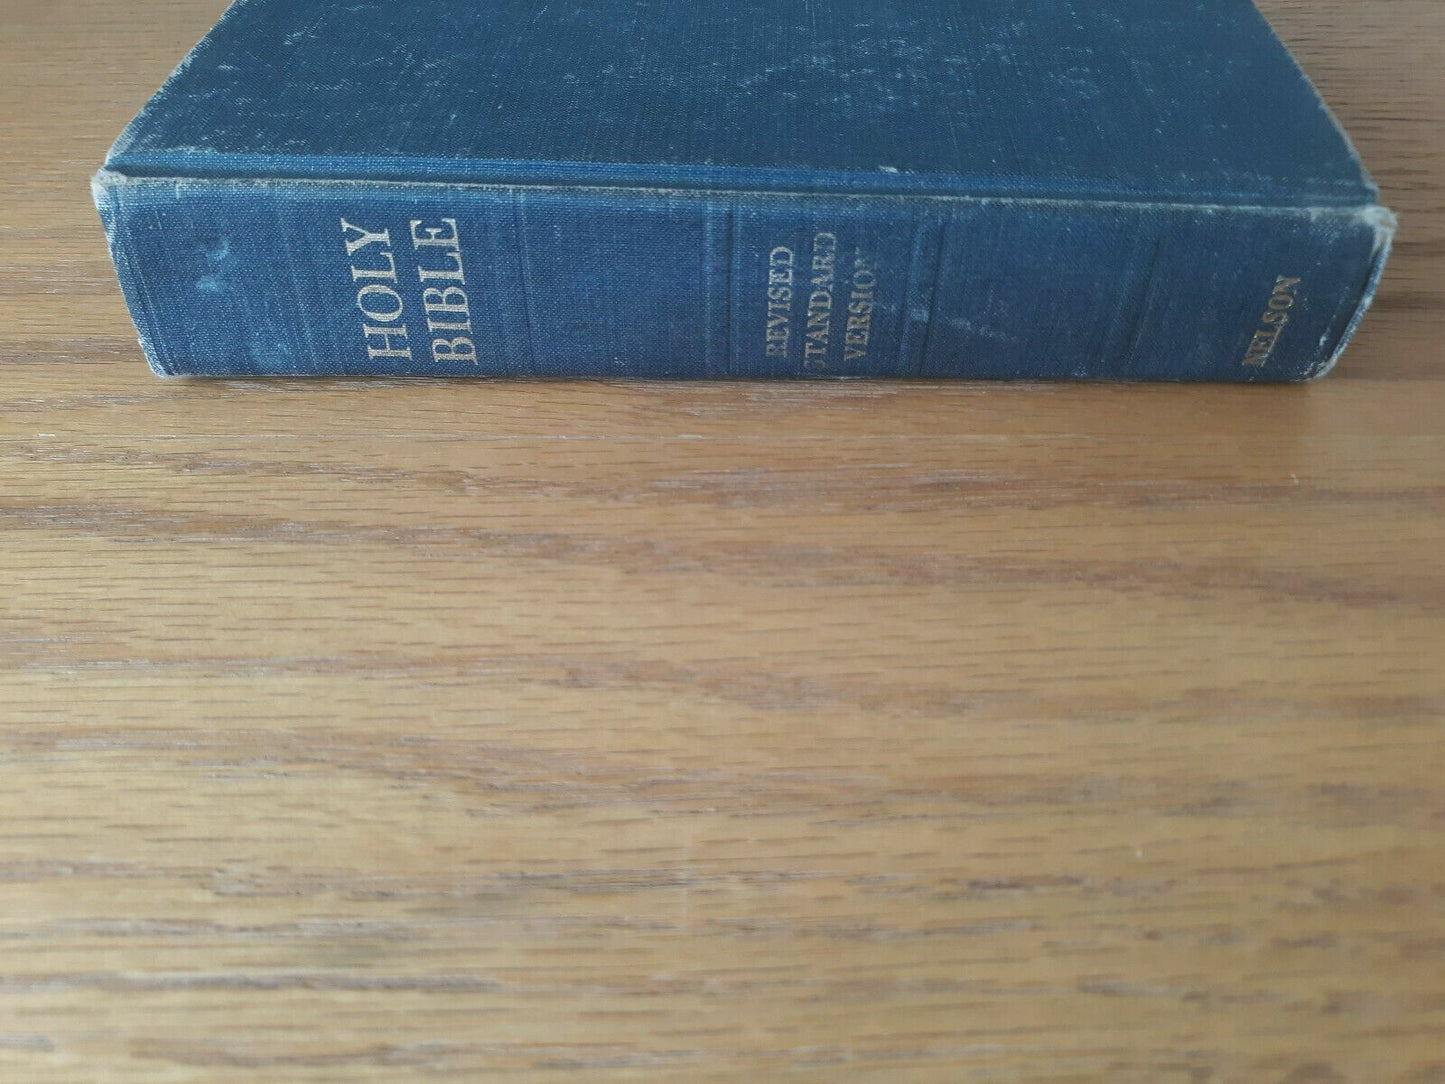 HOLY
BIBLE
REVISED
STANDARD
VERSION
NELSON